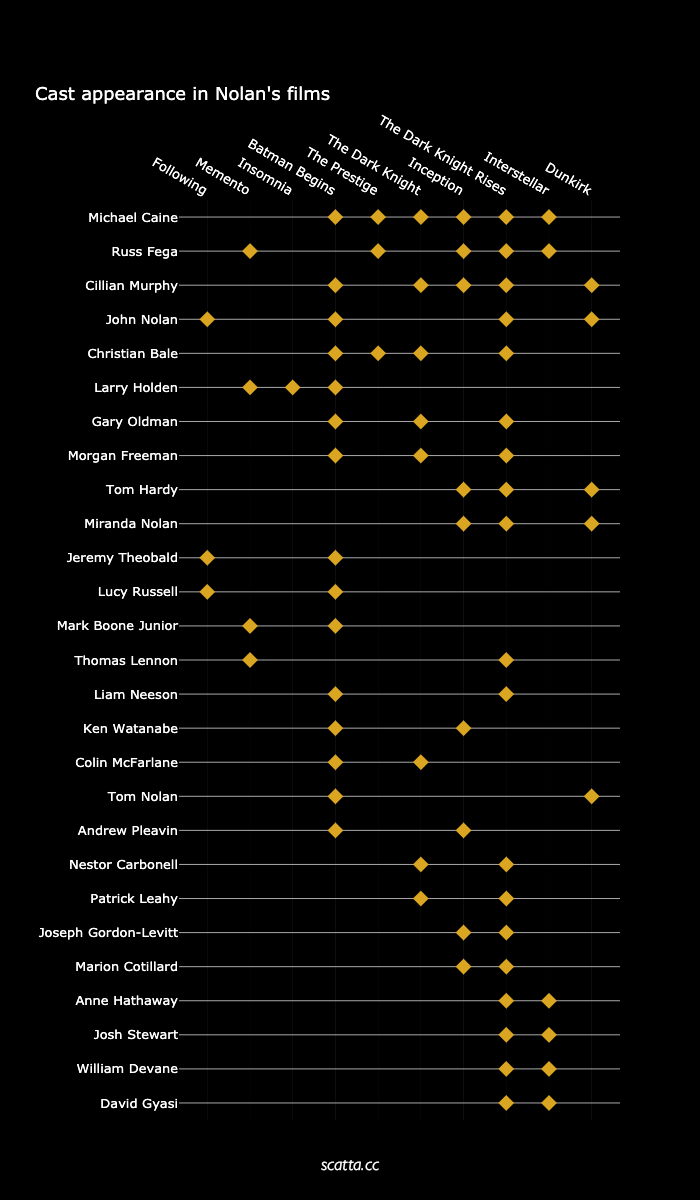 Cast appearance in Nolan's films
Following
Memento
Insomnia
Batman Begins
The Prestige
The Dark Knight
Inception
The Dark Knight Rises
Interstellar
Dunkirk
Michael Caine
Russ Fega
Cillian Murphy
John Nolan
Christian Bale
Larry Holden
Gary Oldman
Morgan Freeman
Tom Hardy
Miranda Nolan
Jeremy Theobald
Lucy Russell
Mark Boone Junior
Thomas Lennon
Liam Neeson
Ken Watanabe
Colin McFarlane
Tom Nolan
Andrew Pleavin
Nestor Carbonell
Patrick Leahy
Joseph Gordon-Levitt
Marion Cotillard
Anne Hathaway
Josh Stewart
William Devane
David Gyasi
scatta.cc